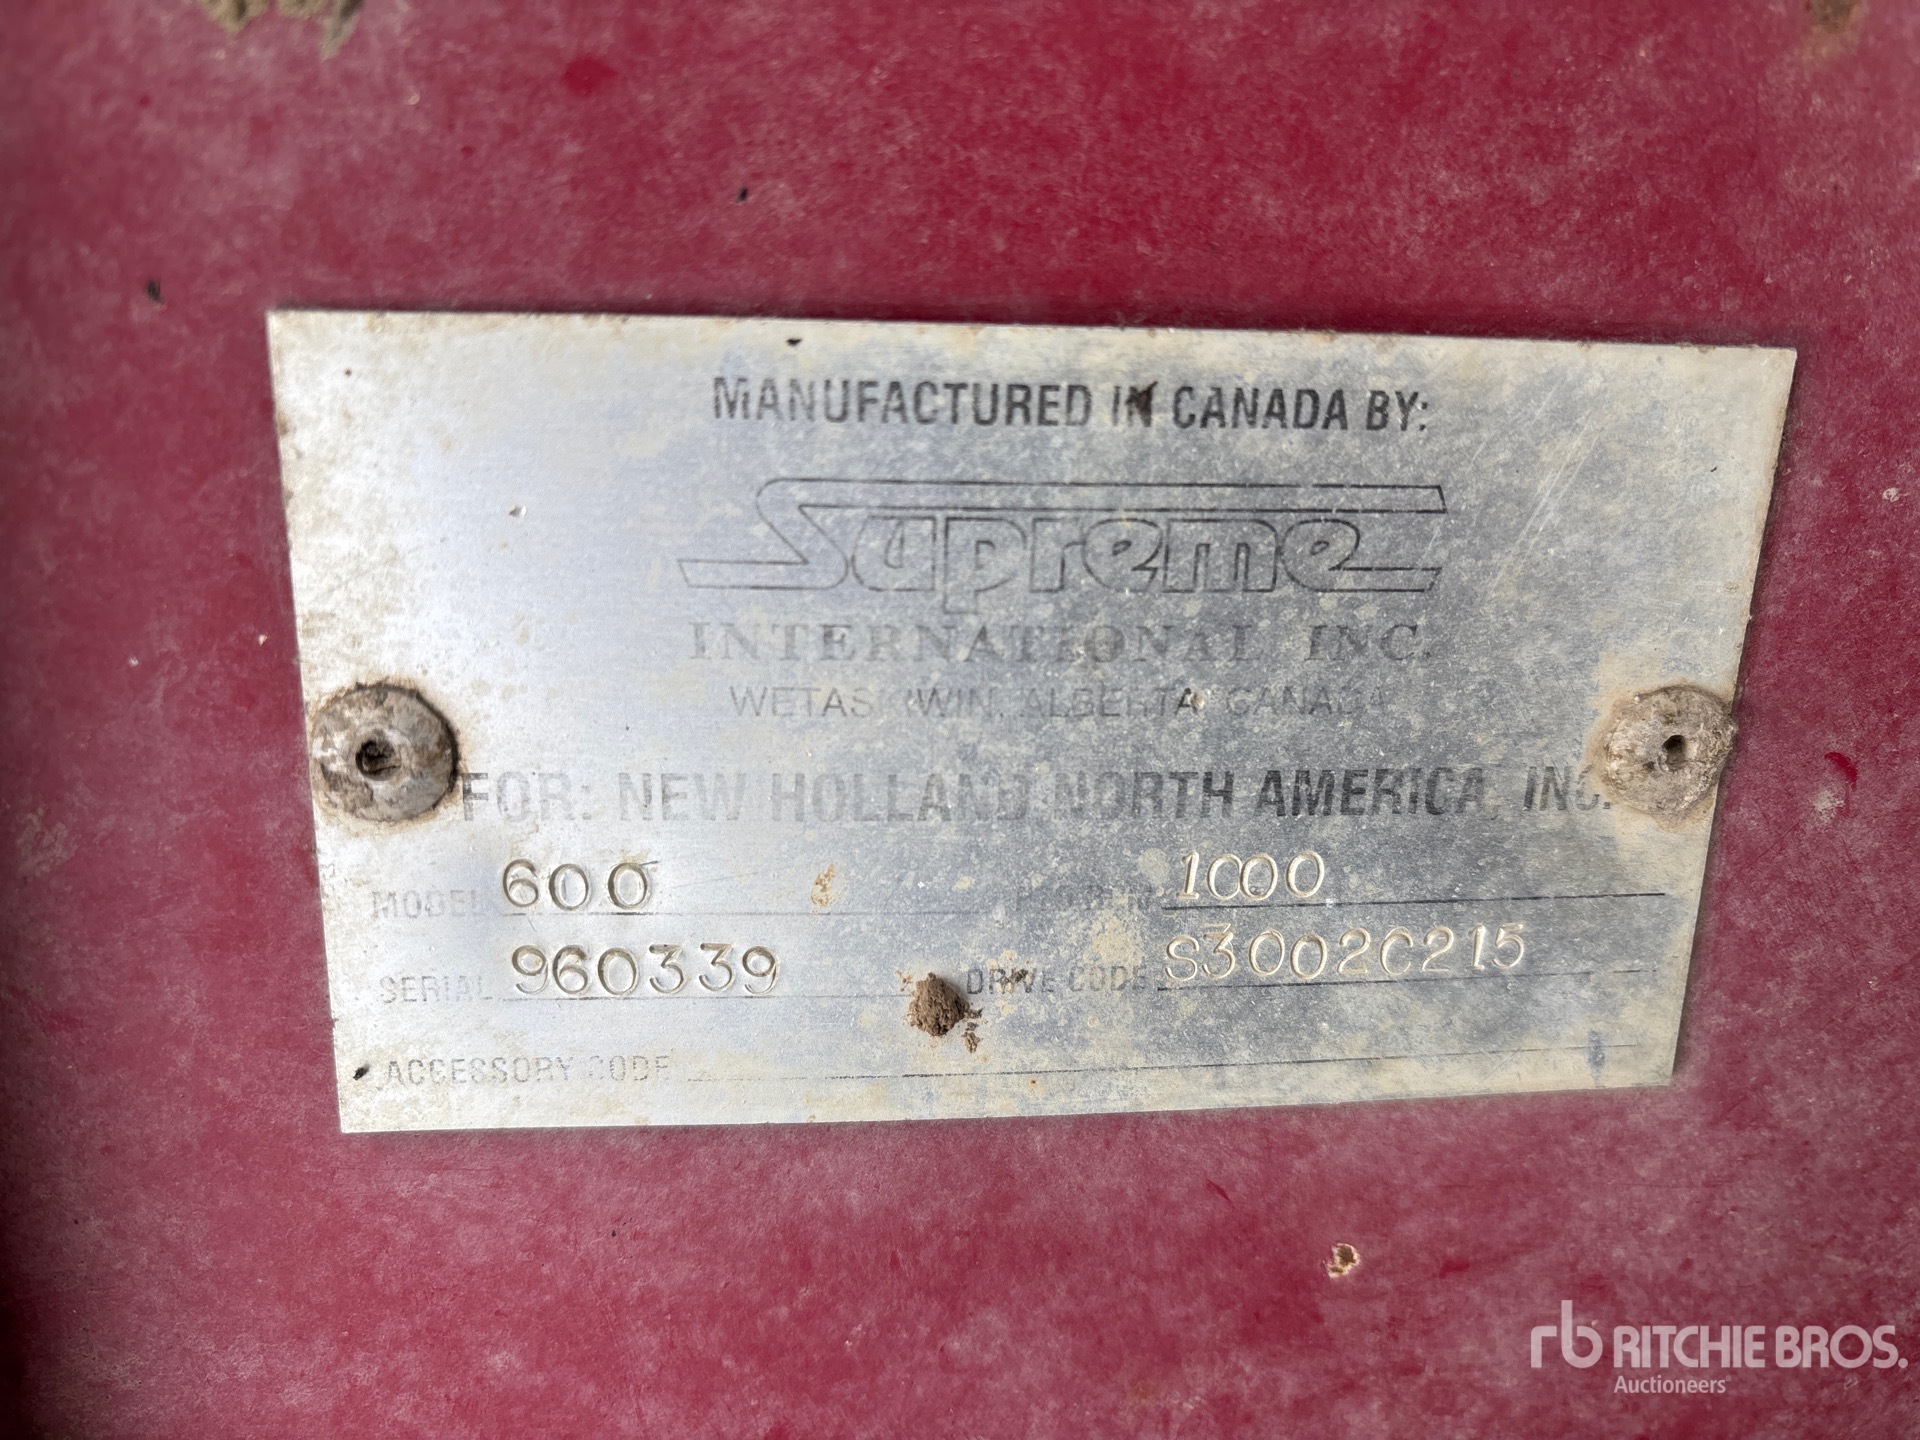 MANUFACTURED IN CANADA BY:
Supreme
INTERNATIONAL INC.
WETASKIWIN, ALBERTA CANADA
FOR: NEW HOLLAND NORTH AMERICA, INC.
MODEL 600 1000
SERIAL 960339 DRIVE CODE S3002C215
ACCESSORY CODE
rb RITCHIE BROS.
Auctioneers